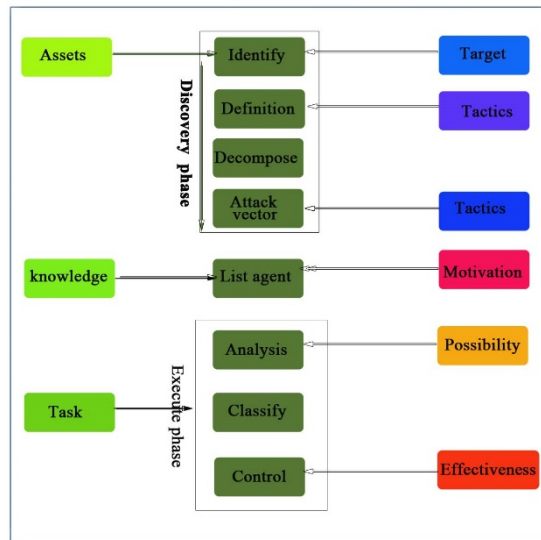 Assets
Identify
Target
Discovery phase
Definition
Tactics
Decompose
Attack
vector
Tactics
knowledge
List agent
Motivation
Execute phase
Analysis
Possibility
Task
Classify
Control
Effectiveness